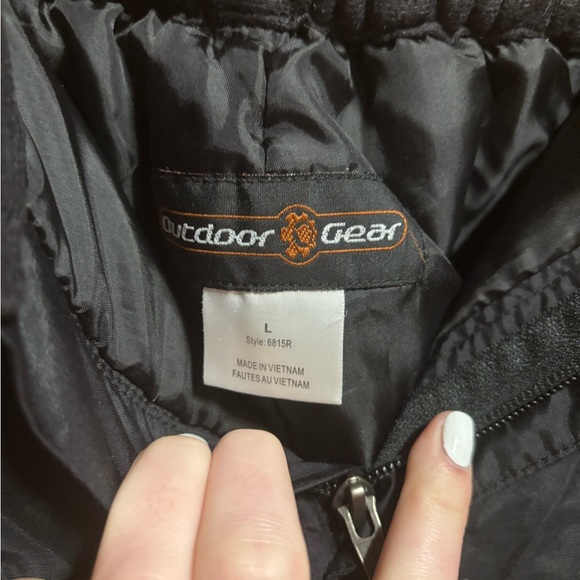 Outdoor Gear
L
Style: 6815R
MADE IN VIETNAM
FAUTES AU VIETNAM